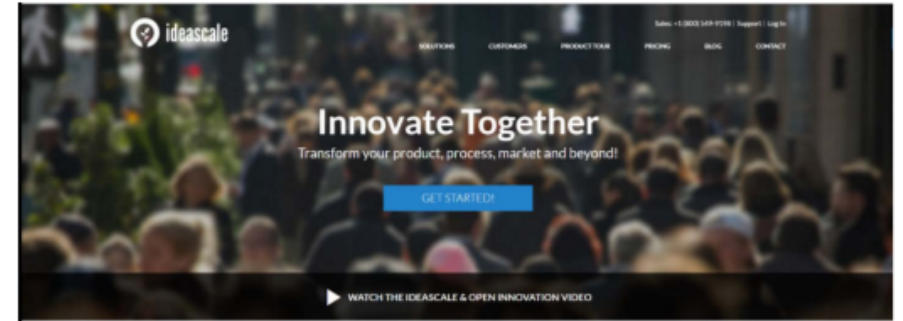 ideascale
Sales: +1 (800) 549-9198 | Support | Log In
SOLUTIONS CUSTOMERS PRODUCT TOUR PRICING BLOG CONTACT
Innovate Together
Transform your product, process, market and beyond!
GET STARTED!
WATCH THE IDEASCALE & OPEN INNOVATION VIDEO